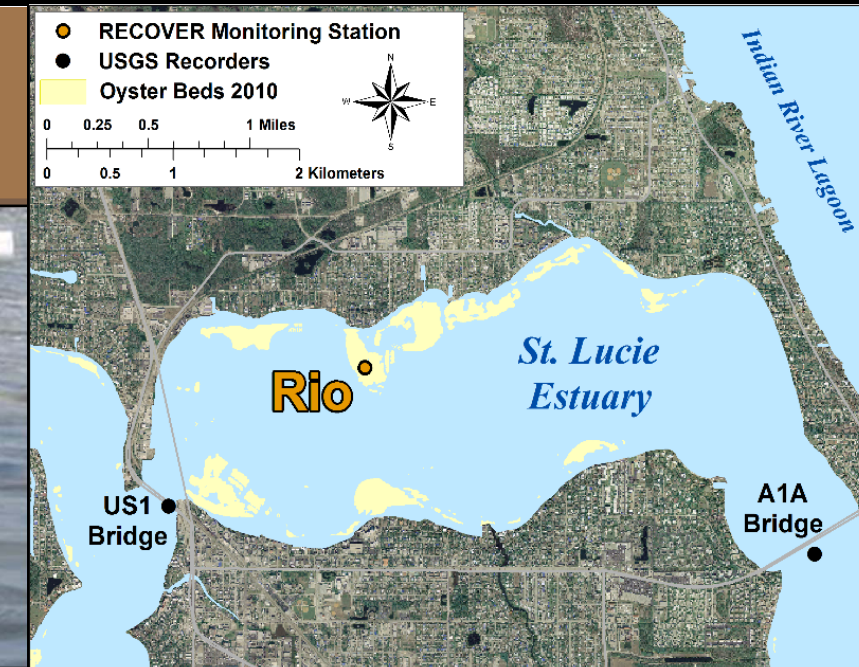 RECOVER Monitoring Station
USGS Recorders
Oyster Beds 2010
0 0.25 0.5 1 Miles
0 0.5 1 2 Kilometers
N
W E
S
Indian River Lagoon
St. Lucie
Estuary
Rio
US1
Bridge
A1A
Bridge